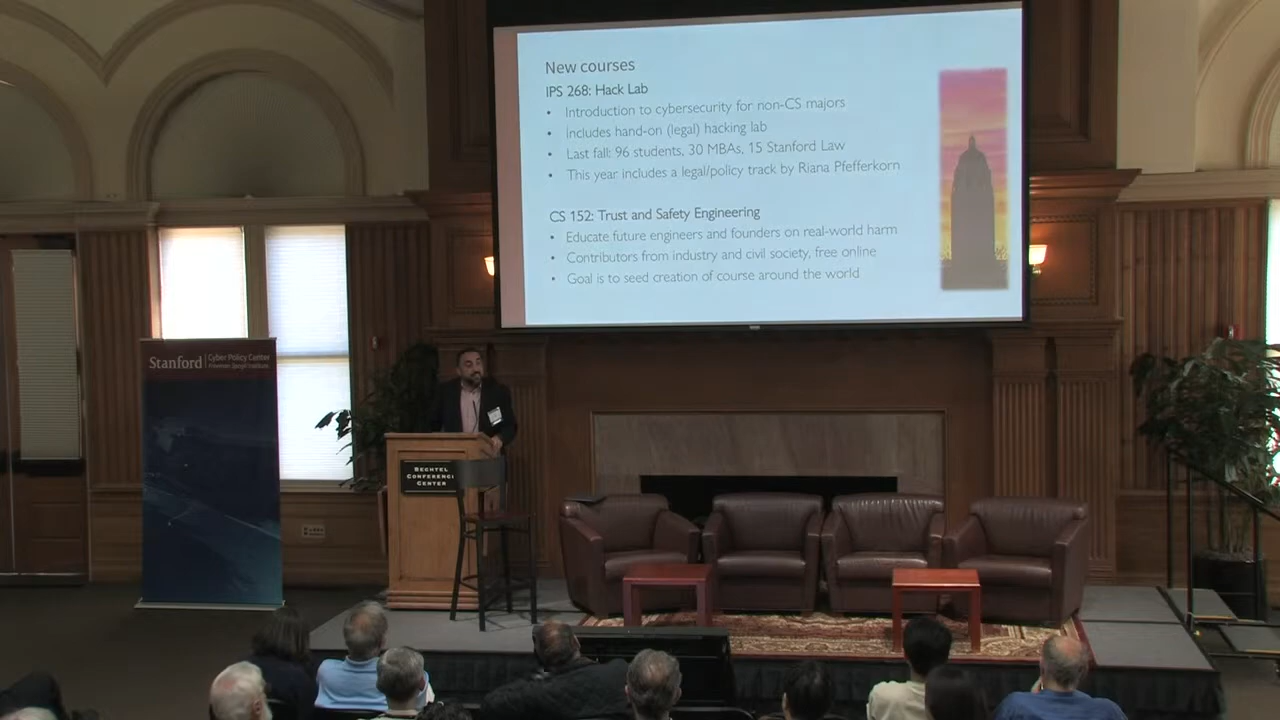 New courses
IPS 268: Hack Lab
• Introduction to cybersecurity for non-CS majors
• Includes hand-on (legal) hacking lab
• Last fall: 96 students, 30 MBAs, 15 Stanford Law
• This year includes a legal/policy track by Riana Pfefferkorn
CS 152: Trust and Safety Engineering
• Educate future engineers and founders on real-world harm
• Contributors from industry and civil society, free online
• Goal is to seed creation of course around the world
Stanford | Cyber Policy Center
Freeman Spogli Institute
BECHTEL
CONFERENC
CENTER